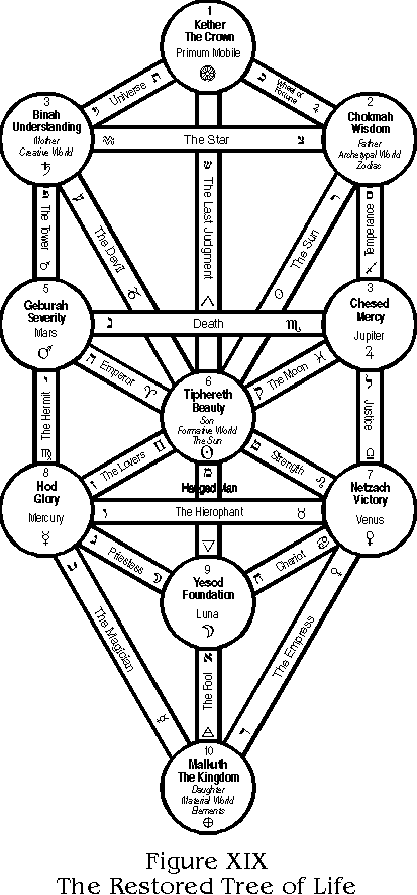 1
Kether
The Crown
Primum Mobile
ת Universe ♄
כ Wheel of Fortune ♃
3
Binah
Understanding
Mother
Creative World
♄
2
Chokmah
Wisdom
Father
Archetypal World
Zodiac
The Star צ
The Last Judgment
The Tower ♂
The Devil ♉
The Sun ☉
Temperance ♐
5
Geburah
Severity
Mars
♂
3
Chesed
Mercy
Jupiter
♃
נ Death ♏
ה Emperor ♈
ק The Moon ♓
6
Tiphereth
Beauty
Son
Formative World
The Sun
☉
י The Hermit ♍
ל Justice ♎
The Lovers ♊
Strength ♌
8
Hod
Glory
Mercury
☿
7
Netzach
Victory
Venus
♀
מ
Hanged Man
ו The Hierophant ♉
▽
Priestess ☽
ח Chariot ♋
9
Yesod
Foundation
Luna
☽
The Magician ☿
א The Fool △
The Empress ♀
10
Malkuth
The Kingdom
Daughter
Material World
Elements
⊕
Figure XIX
The Restored Tree of Life